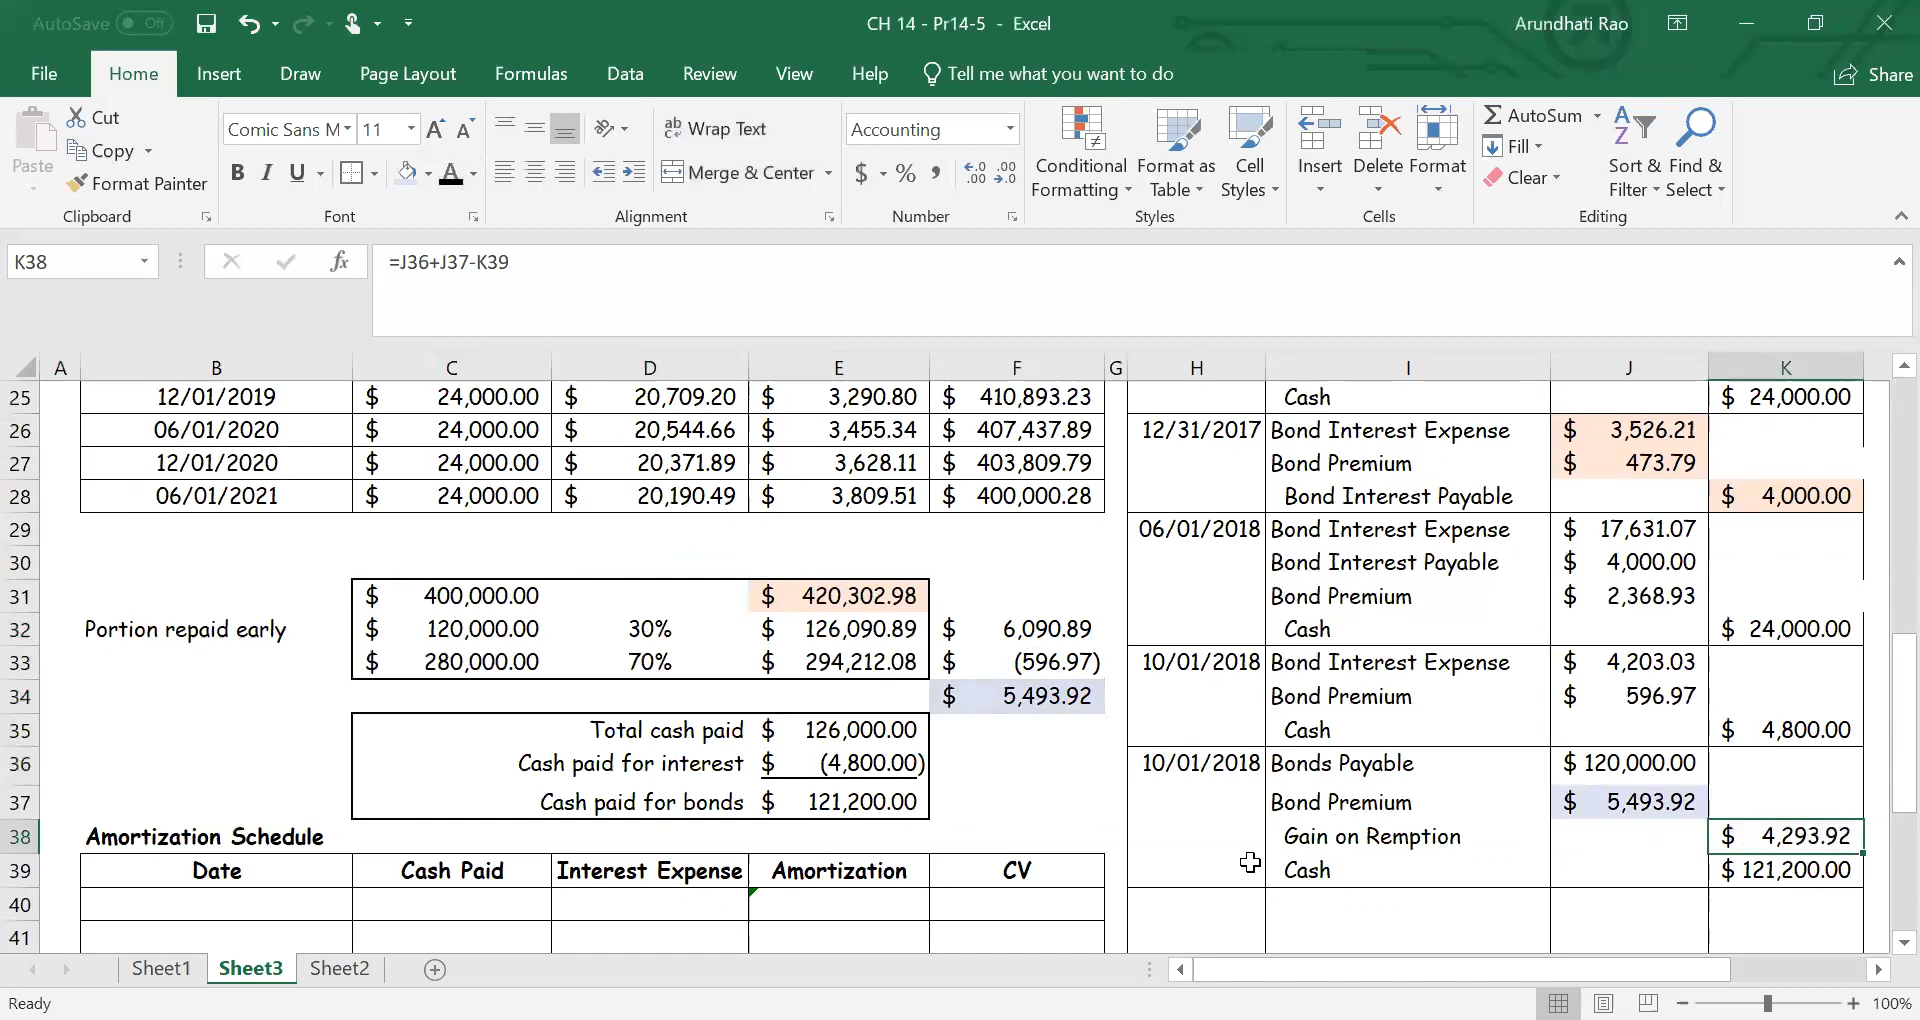 AutoSave Off
CH 14 - Pr14-5 - Excel
Arundhati Rao
File Home Insert Draw Page Layout Formulas Data Review View Help Tell me what you want to do Share
Paste
Cut
Copy
Format Painter
Clipboard
Comic Sans M 11
B I U
Font
Wrap Text
Merge & Center
Alignment
Accounting
$ % , .00 .00
Number
Conditional Formatting
Format as Table
Cell Styles
Styles
Insert Delete Format
Cells
AutoSum
Fill
Clear
Sort & Filter
Find & Select
Editing
K38 fx =J36+J37-K39
A B C D E F G H I J K
25 12/01/2019 $ 24,000.00 $ 20,709.20 $ 3,290.80 $ 410,893.23 Cash $ 24,000.00
26 06/01/2020 $ 24,000.00 $ 20,544.66 $ 3,455.34 $ 407,437.89 12/31/2017 Bond Interest Expense $ 3,526.21
27 12/01/2020 $ 24,000.00 $ 20,371.89 $ 3,628.11 $ 403,809.79 Bond Premium $ 473.79
28 06/01/2021 $ 24,000.00 $ 20,190.49 $ 3,809.51 $ 400,000.28 Bond Interest Payable $ 4,000.00
29 06/01/2018 Bond Interest Expense $ 17,631.07
30 Bond Interest Payable $ 4,000.00
31 $ 400,000.00 $ 420,302.98 Bond Premium $ 2,368.93
32 Portion repaid early $ 120,000.00 30% $ 126,090.89 $ 6,090.89 Cash $ 24,000.00
33 $ 280,000.00 70% $ 294,212.08 $ (596.97) 10/01/2018 Bond Interest Expense $ 4,203.03
34 $ 5,493.92 Bond Premium $ 596.97
35 Total cash paid $ 126,000.00 Cash $ 4,800.00
36 Cash paid for interest $ (4,800.00) 10/01/2018 Bonds Payable $ 120,000.00
37 Cash paid for bonds $ 121,200.00 Bond Premium $ 5,493.92
38 Amortization Schedule Gain on Remption $ 4,293.92
39 Date Cash Paid Interest Expense Amortization CV Cash $ 121,200.00
40
41
Sheet1 Sheet3 Sheet2
Ready 100%